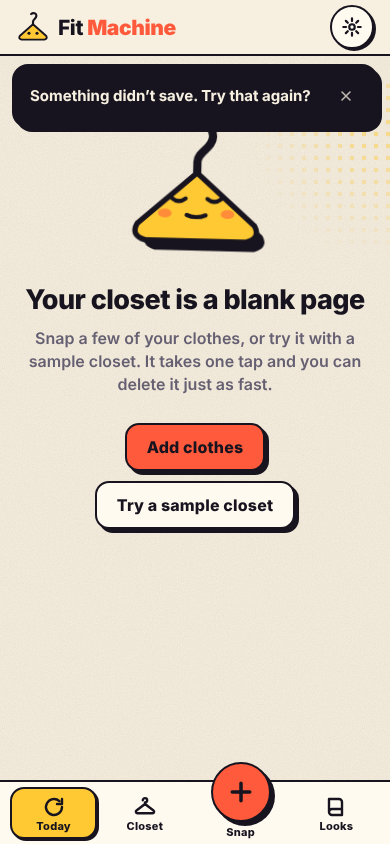 Fit Machine
Something didn’t save. Try that again?
Your closet is a blank page
Snap a few of your clothes, or try it with a
sample closet. It takes one tap and you can
delete it just as fast.
Add clothes
Try a sample closet
Today
Closet
Snap
Looks